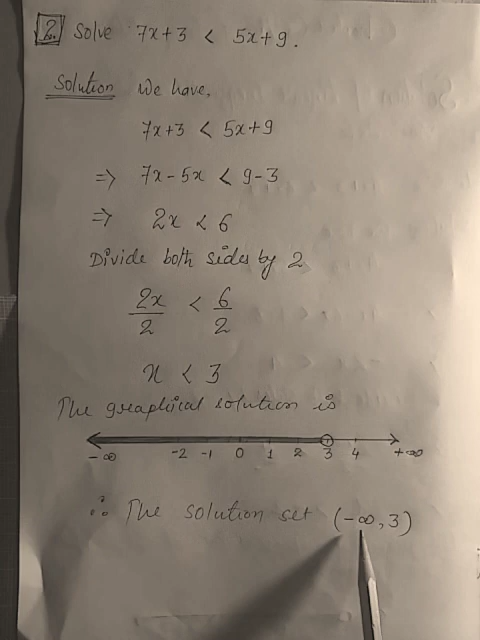 2. Solve 7x+3 < 5x+9.
Solution We have,
7x+3 < 5x+9
=> 7x-5x < 9-3
=> 2x < 6
Divide both sides by 2
2x/2 < 6/2
x < 3
The graphical solution is
-∞ -2 -1 0 1 2 3 4 +∞
∴ The solution set (-∞, 3)